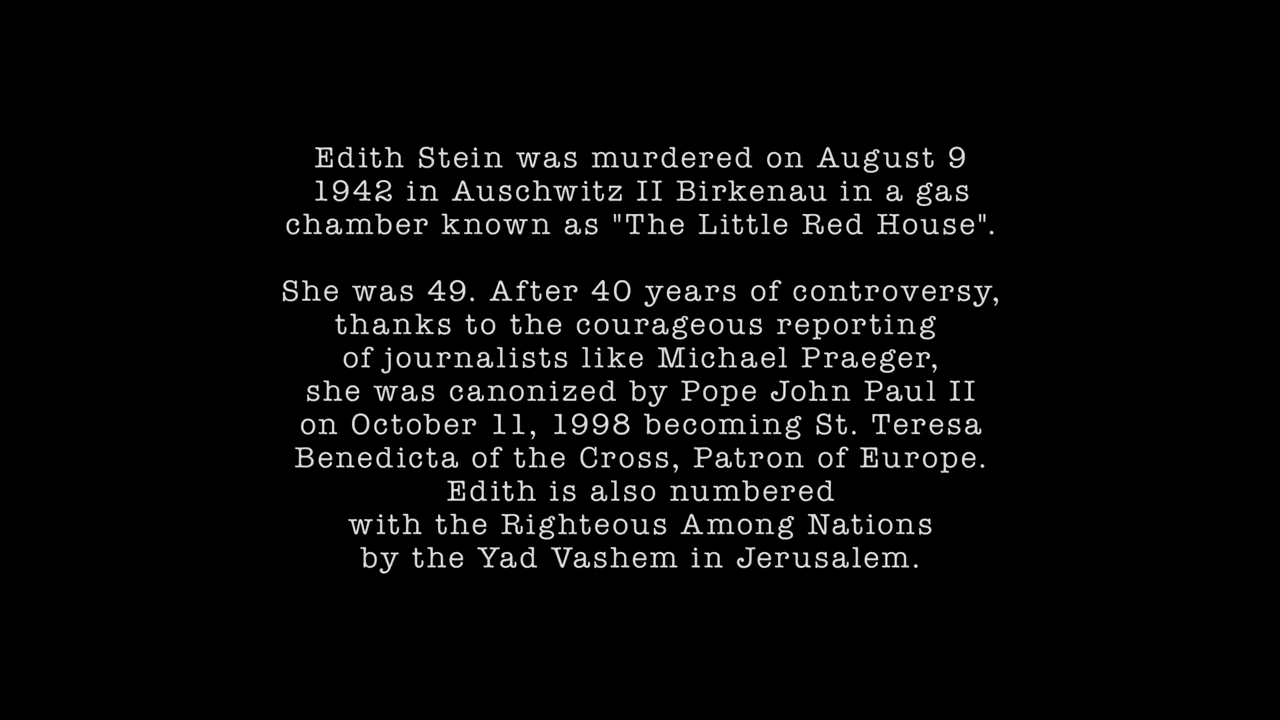 Edith Stein was murdered on August 9
1942 in Auschwitz II Birkenau in a gas
chamber known as "The Little Red House".
She was 49. After 40 years of controversy,
thanks to the courageous reporting
of journalists like Michael Praeger,
she was canonized by Pope John Paul II
on October 11, 1998 becoming St. Teresa
Benedicta of the Cross, Patron of Europe.
Edith is also numbered
with the Righteous Among Nations
by the Yad Vashem in Jerusalem.